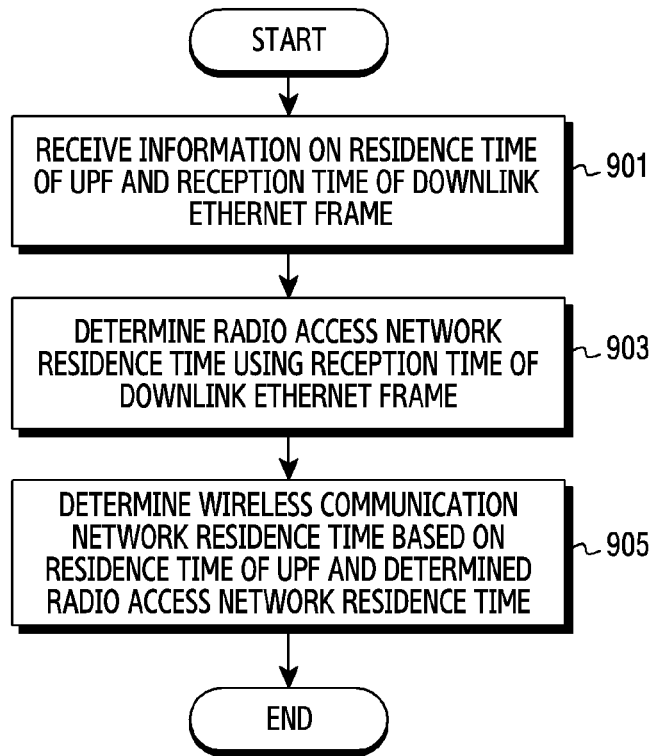 START
RECEIVE INFORMATION ON RESIDENCE TIME
OF UPF AND RECEPTION TIME OF DOWNLINK
ETHERNET FRAME
901
DETERMINE RADIO ACCESS NETWORK
RESIDENCE TIME USING RECEPTION TIME OF
DOWNLINK ETHERNET FRAME
903
DETERMINE WIRELESS COMMUNICATION
NETWORK RESIDENCE TIME BASED ON
RESIDENCE TIME OF UPF AND DETERMINED
RADIO ACCESS NETWORK RESIDENCE TIME
905
END